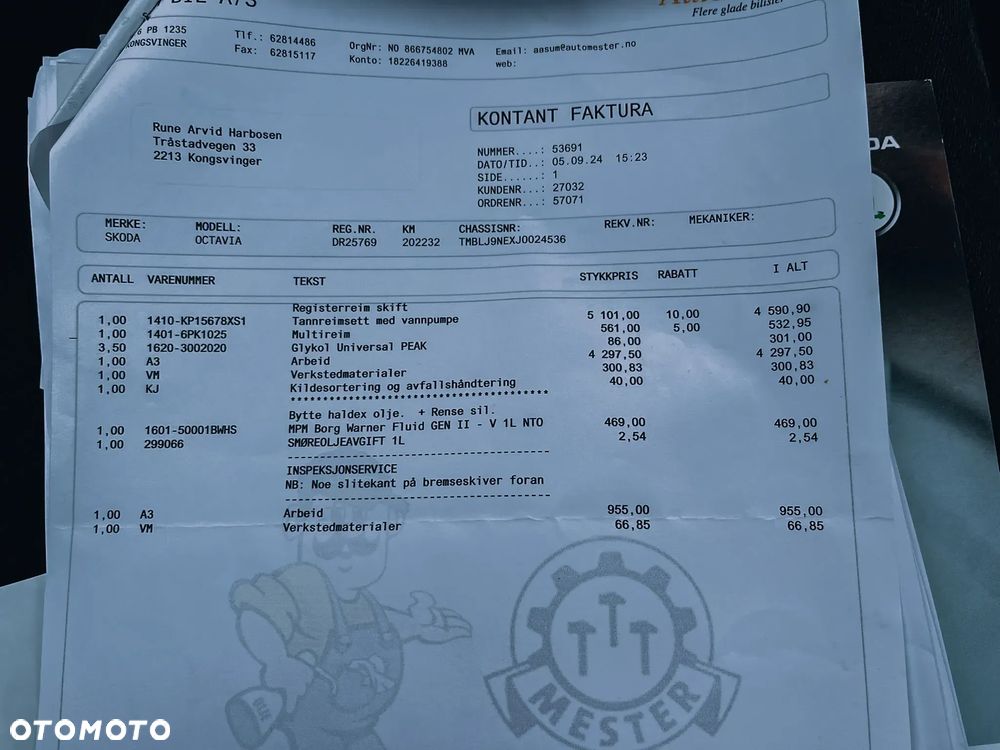 BIL A/S
Flere glade bilister
PB 1235
KONGSVINGER
Tlf.: 62814486
Fax: 62815117
OrgNr: NO 866754802 MVA
Konto: 18226419388
Email: aasum@automester.no
web:
KONTANT FAKTURA
Rune Arvid Harbosen
Tråstadvegen 33
2213 Kongsvinger
NUMMER....: 53691
DATO/TID..: 05.09.24 15:23
SIDE......: 1
KUNDENR...: 27032
ORDRENR...: 57071
MERKE: MODELL: REG.NR. KM CHASSISNR: REKV.NR: MEKANIKER:
SKODA OCTAVIA DR25769 202232 TMBLJ9NEXJ0024536
ANTALL VARENUMMER TEKST STYKKPRIS RABATT I ALT
Registerreim skift
1,00 1410-KP15678XS1 Tannreimsett med vannpumpe 5 101,00 10,00 4 590,90
1,00 1401-6PK1025 Multireim 561,00 5,00 532,95
3,50 1620-3002020 Glykol Universal PEAK 86,00 301,00
1,00 A3 Arbeid 4 297,50 4 297,50
1,00 VM Verkstedmaterialer 300,83 300,83
1,00 KJ Kildesortering og avfallshåndtering 40,00 40,00
Bytte haldex olje. + Rense sil.
1,00 1601-50001BWHS MPM Borg Warner Fluid GEN II - V 1L NTO 469,00 469,00
1,00 299066 SMØREOLJEAVGIFT 1L 2,54 2,54
INSPEKSJONSERVICE
NB: Noe slitekant på bremseskiver foran
1,00 A3 Arbeid 955,00 955,00
1,00 VM Verkstedmaterialer 66,85 66,85
MESTER
ODA
OTOMOTO